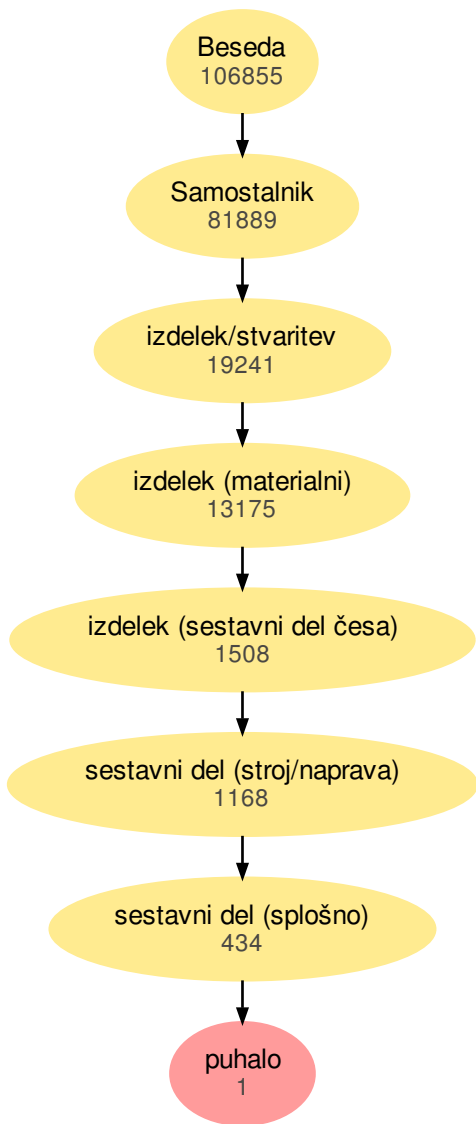 Beseda
106855
Samostalnik
81889
izdelek/stvaritev
19241
izdelek (materialni)
13175
izdelek (sestavni del česa)
1508
sestavni del (stroj/naprava)
1168
sestavni del (splošno)
434
puhalo
1